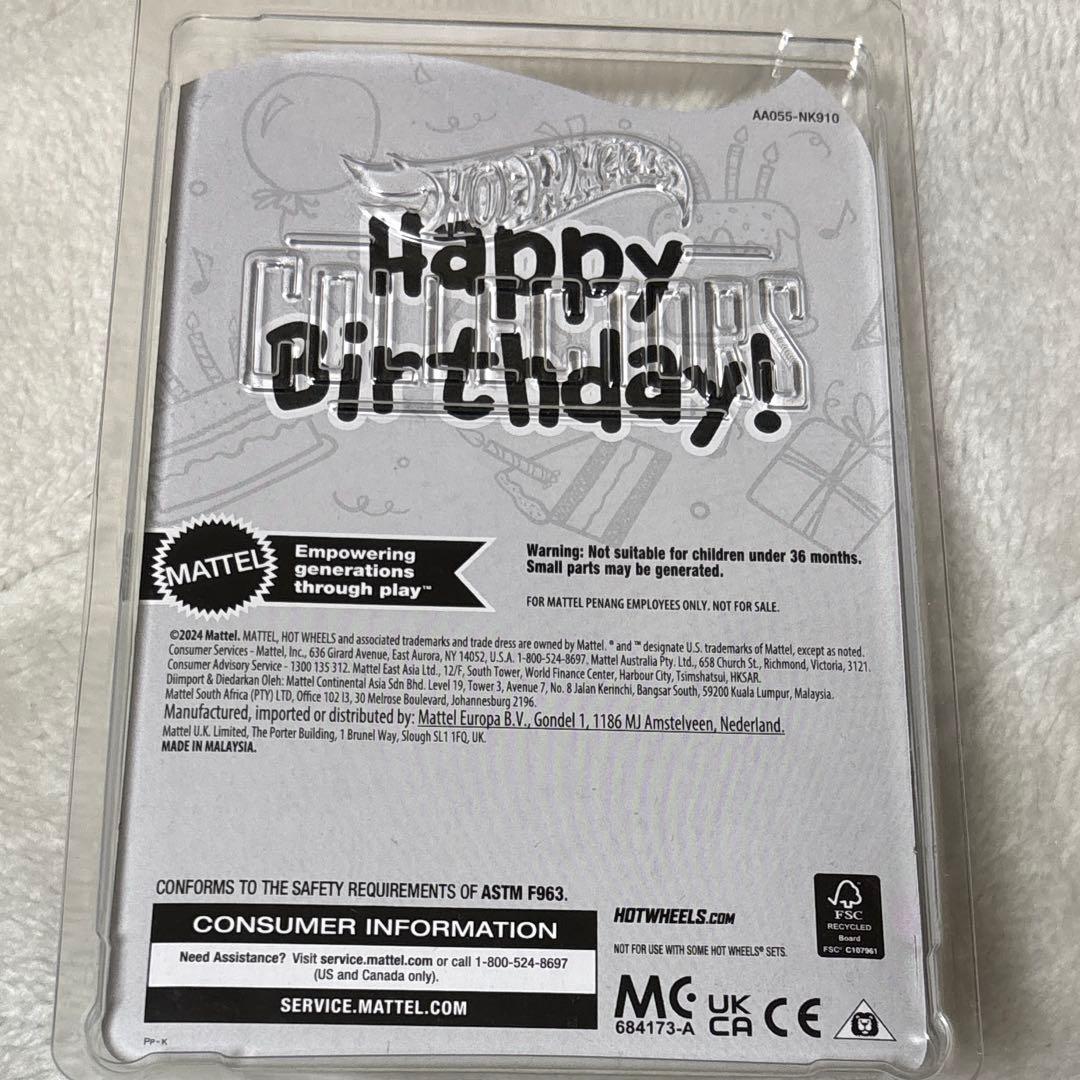 AA055-NK910
HOT WHEELS
COLLECTORS
Happy
Birthday!
MATTEL
Empowering
generations
through play™
Warning: Not suitable for children under 36 months.
Small parts may be generated.
FOR MATTEL PENANG EMPLOYEES ONLY. NOT FOR SALE.
©2024 Mattel. MATTEL, HOT WHEELS and associated trademarks and trade dress are owned by Mattel. ® and ™ designate U.S. trademarks of Mattel, except as noted.
Consumer Services - Mattel, Inc., 636 Girard Avenue, East Aurora, NY 14052, U.S.A. 1-800-524-8697. Mattel Australia Pty. Ltd., 658 Church St., Richmond, Victoria, 3121.
Consumer Advisory Service - 1300 135 312. Mattel East Asia Ltd., 12/F, South Tower, World Finance Center, Harbour City, Tsimshatsui, HKSAR.
Diimport & Diedarkan Oleh: Mattel Continental Asia Sdn Bhd. Level 19, Tower 3, Avenue 7, No. 8 Jalan Kerinchi, Bangsar South, 59200 Kuala Lumpur, Malaysia.
Mattel South Africa (PTY) LTD, Office 102 I3, 30 Melrose Boulevard, Johannesburg 2196.
Manufactured, imported or distributed by: Mattel Europa B.V., Gondel 1, 1186 MJ Amstelveen, Nederland.
Mattel U.K. Limited, The Porter Building, 1 Brunel Way, Slough SL1 1FQ, UK.
MADE IN MALAYSIA.
CONFORMS TO THE SAFETY REQUIREMENTS OF ASTM F963.
CONSUMER INFORMATION
Need Assistance? Visit service.mattel.com or call 1-800-524-8697
(US and Canada only).
SERVICE.MATTEL.COM
HOTWHEELS.COM
NOT FOR USE WITH SOME HOT WHEELS® SETS.
FSC
RECYCLED
Board
FSC® C107961
MC
684173-A
UK
CA
CE
PP-K